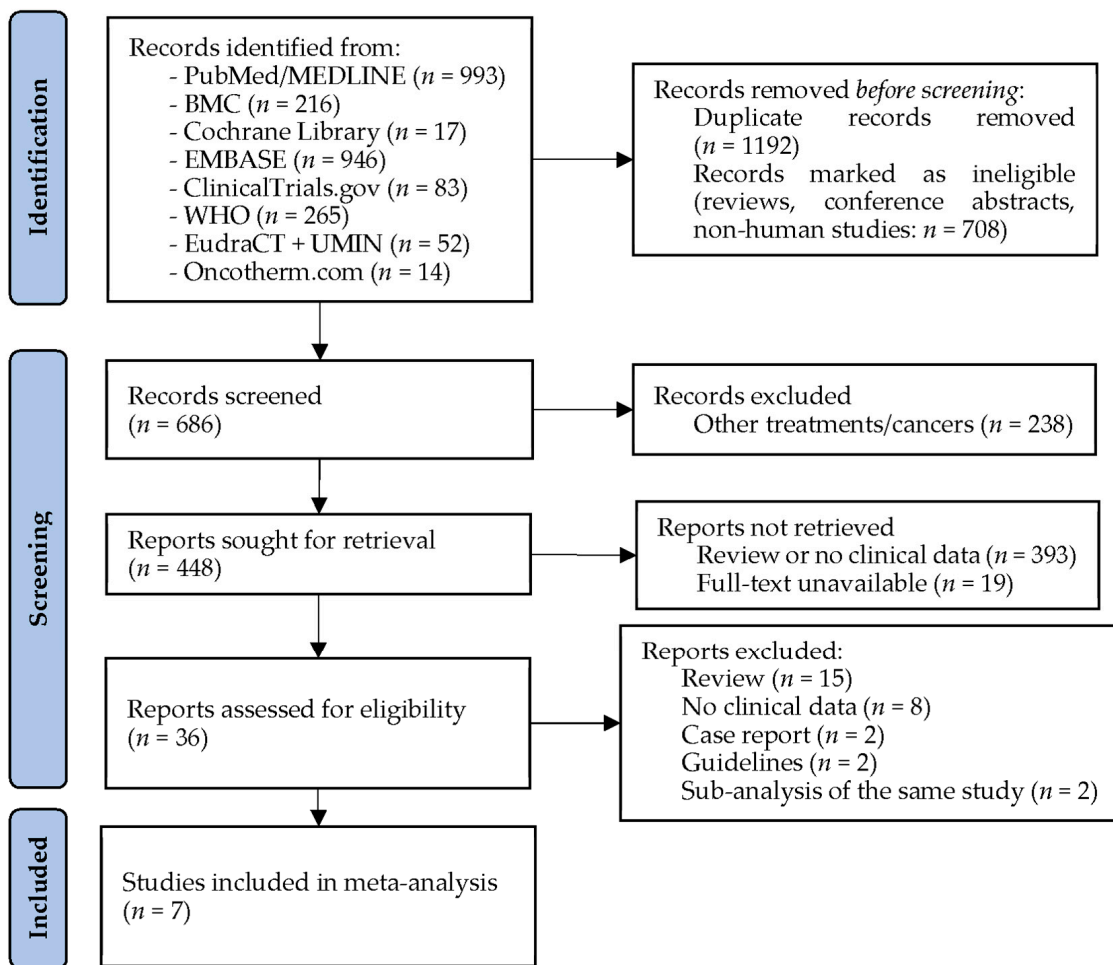 Identification
Records identified from:
- PubMed/MEDLINE (n = 993)
- BMC (n = 216)
- Cochrane Library (n = 17)
- EMBASE (n = 946)
- ClinicalTrials.gov (n = 83)
- WHO (n = 265)
- EudraCT + UMIN (n = 52)
- Oncotherm.com (n = 14)
Records removed before screening:
Duplicate records removed
(n = 1192)
Records marked as ineligible
(reviews, conference abstracts,
non-human studies: n = 708)
Screening
Records screened
(n = 686)
Records excluded
Other treatments/cancers (n = 238)
Reports sought for retrieval
(n = 448)
Reports not retrieved
Review or no clinical data (n = 393)
Full-text unavailable (n = 19)
Reports assessed for eligibility
(n = 36)
Reports excluded:
Review (n = 15)
No clinical data (n = 8)
Case report (n = 2)
Guidelines (n = 2)
Sub-analysis of the same study (n = 2)
Included
Studies included in meta-analysis
(n = 7)